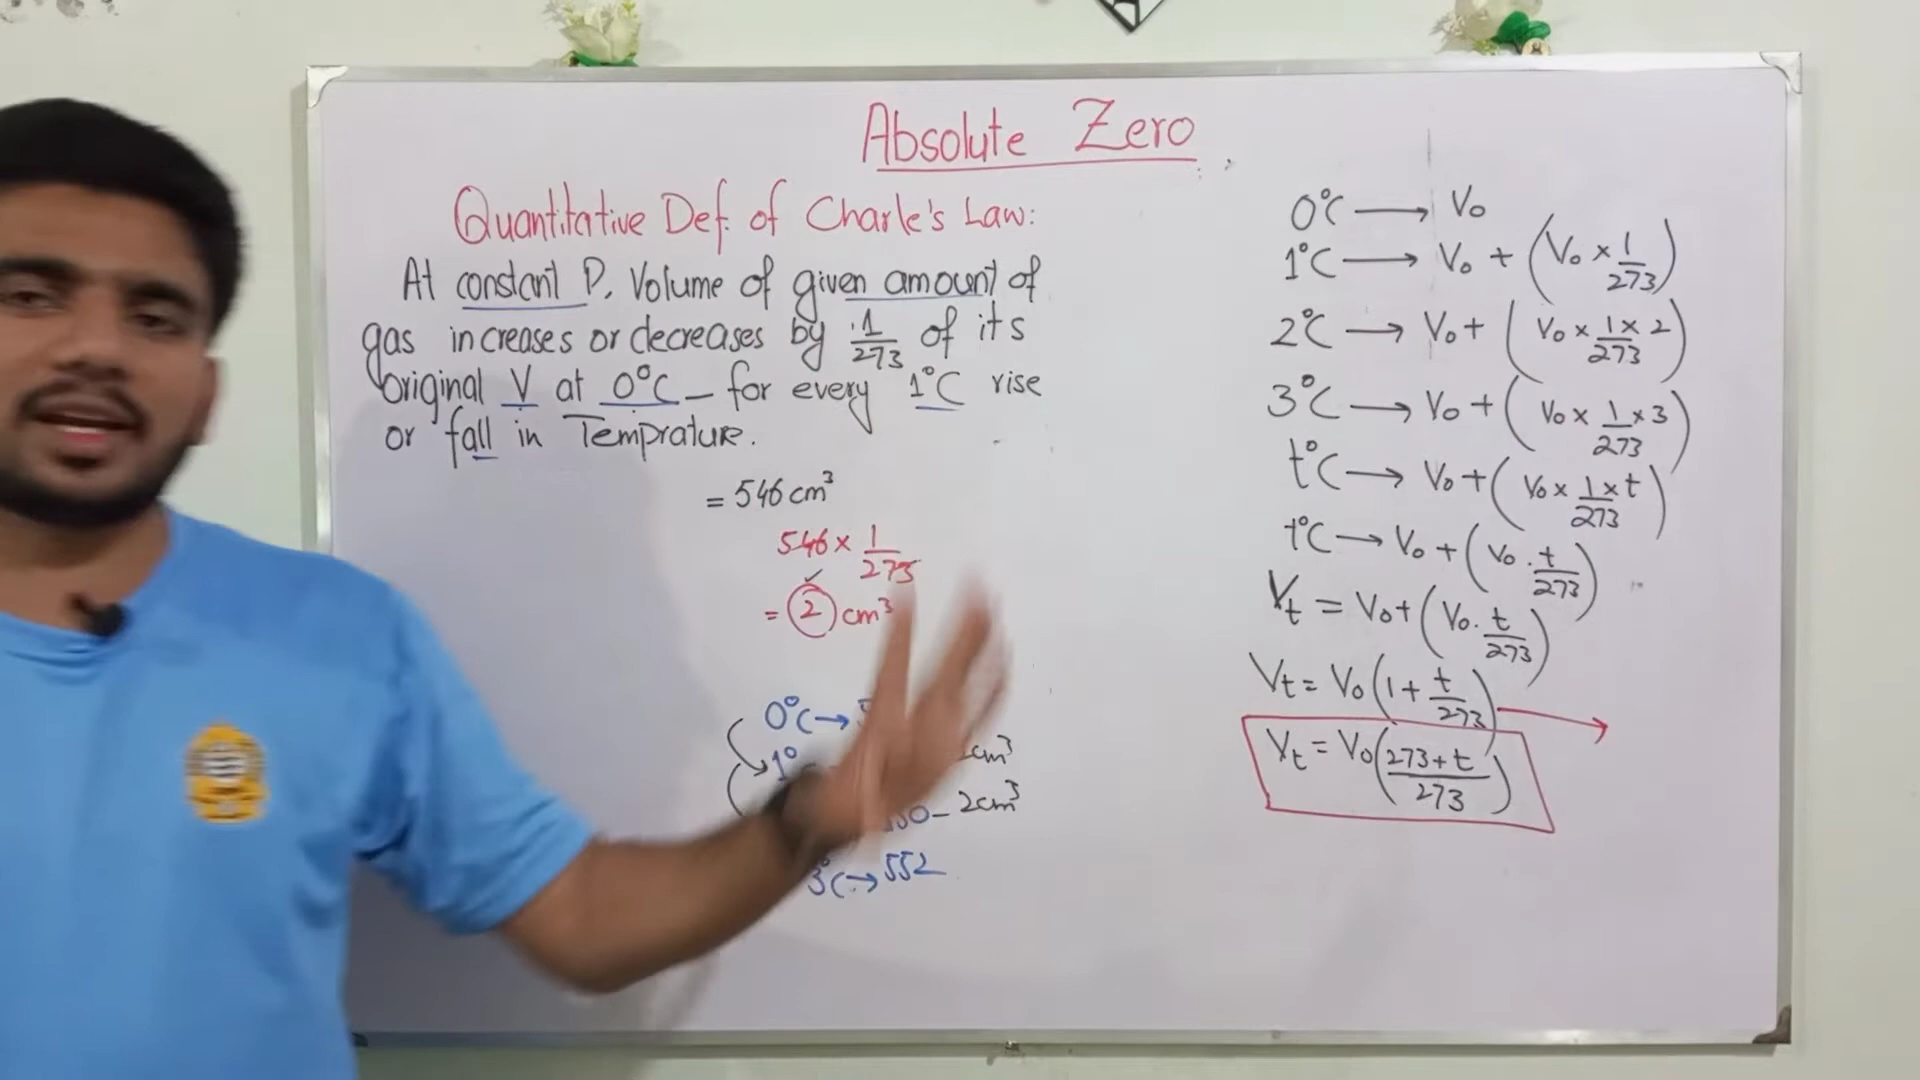 Absolute Zero
Quantitative Def. of Charle's Law:
At constant P, Volume of given amount of
gas increases or decreases by 1/273 of its
original V at 0°C – for every 1°C rise
or fall in Temprature.
= 546 cm³
546 × 1/273
= 2 cm³
0°C →
1°
cm³
550 – 2cm³
3°C → 552
0°C → V₀
1°C → V₀ + (V₀ × 1/273)
2°C → V₀ + (V₀ × 1/273 × 2)
3°C → V₀ + (V₀ × 1/273 × 3)
t°C → V₀ + (V₀ × 1/273 × t)
t°C → V₀ + (V₀ . t/273)
Vt = V₀ + (V₀ . t/273)
Vt = V₀ (1 + t/273) →
Vt = V₀ (273 + t / 273)